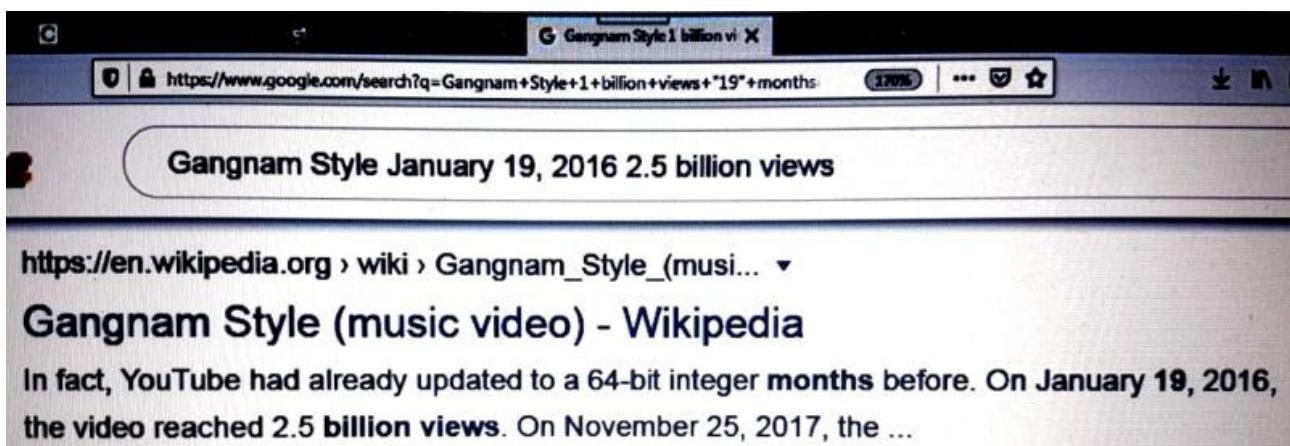 G Gangnam Style 1 billion vi X
https://www.google.com/search?q=Gangnam+Style+1+billion+views+"19"+months
170%
Gangnam Style January 19, 2016 2.5 billion views
https://en.wikipedia.org › wiki › Gangnam_Style_(musi...
Gangnam Style (music video) - Wikipedia
In fact, YouTube had already updated to a 64-bit integer months before. On January 19, 2016,
the video reached 2.5 billion views. On November 25, 2017, the ...